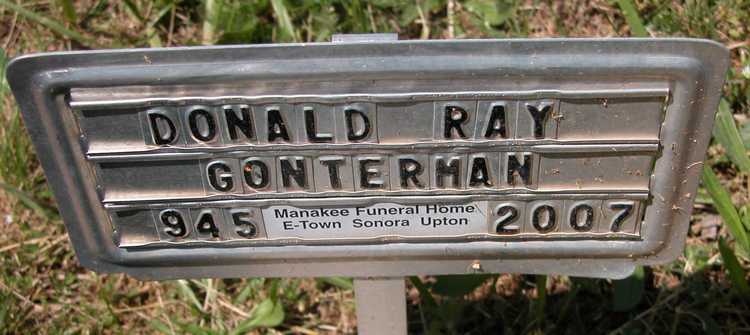 DONALD RAY
GONTERMAN
945 Manakee Funeral Home 2007
E-Town Sonora Upton